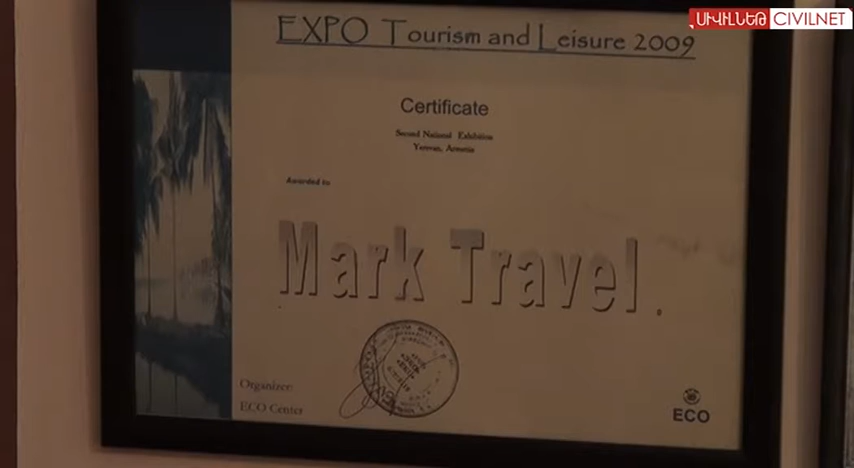 ՍԻՎԻԼՆԵԹ CIVILNET
EXPO Tourism and Leisure 2009
Certificate
Second National Exhibition
Yerevan, Armenia
Awarded to
Mark Travel.
Organizer:
ECO Center
ECO